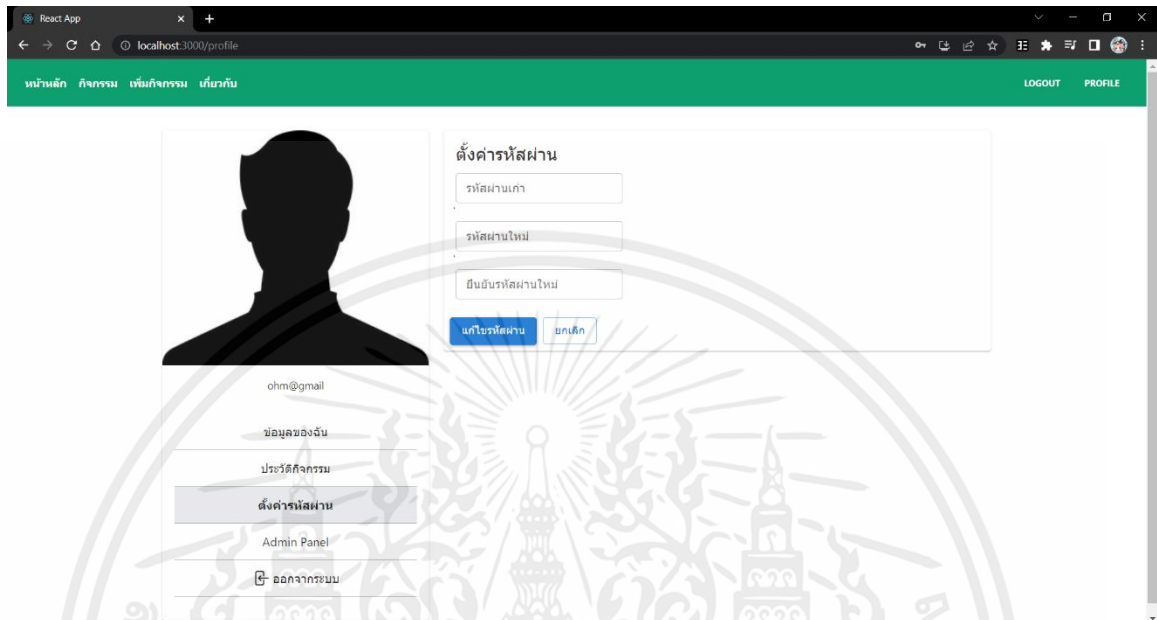 React App
localhost:3000/profile
หน้าหลัก กิจกรรม เพิ่มกิจกรรม เกี่ยวกับ LOGOUT PROFILE
ตั้งค่ารหัสผ่าน
รหัสผ่านเก่า
รหัสผ่านใหม่
ยืนยันรหัสผ่านใหม่
แก้ไขรหัสผ่าน ยกเลิก
ohm@gmail
ข้อมูลของฉัน
ประวัติกิจกรรม
ตั้งค่ารหัสผ่าน
Admin Panel
ออกจากระบบ